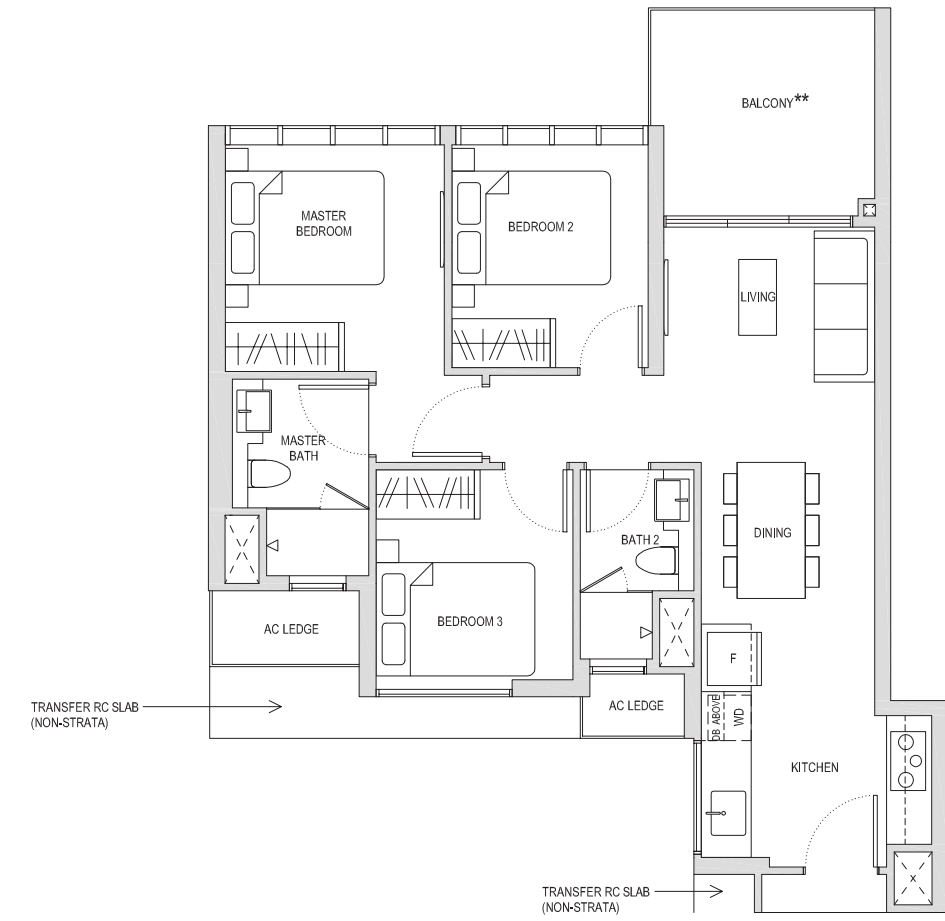 BALCONY**
MASTER
BEDROOM
BEDROOM 2
LIVING
MASTER
BATH
DINING
BATH 2
BEDROOM 3
AC LEDGE
F
TRANSFER RC SLAB
(NON-STRATA)
AC LEDGE
DB ABOVE
WD
KITCHEN
x
TRANSFER RC SLAB
(NON-STRATA)